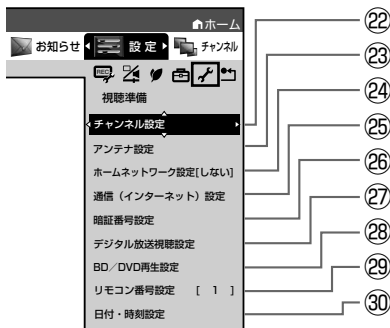 ホーム
お知らせ 設定 チャンネル
REC
視聴準備
チャンネル設定 ㉒
アンテナ設定 ㉓
ホームネットワーク設定[しない] ㉔
通信（インターネット）設定 ㉕
暗証番号設定 ㉖
デジタル放送視聴設定 ㉗
BD／DVD再生設定 ㉘
リモコン番号設定 [ 1 ] ㉙
日付・時刻設定 ㉚